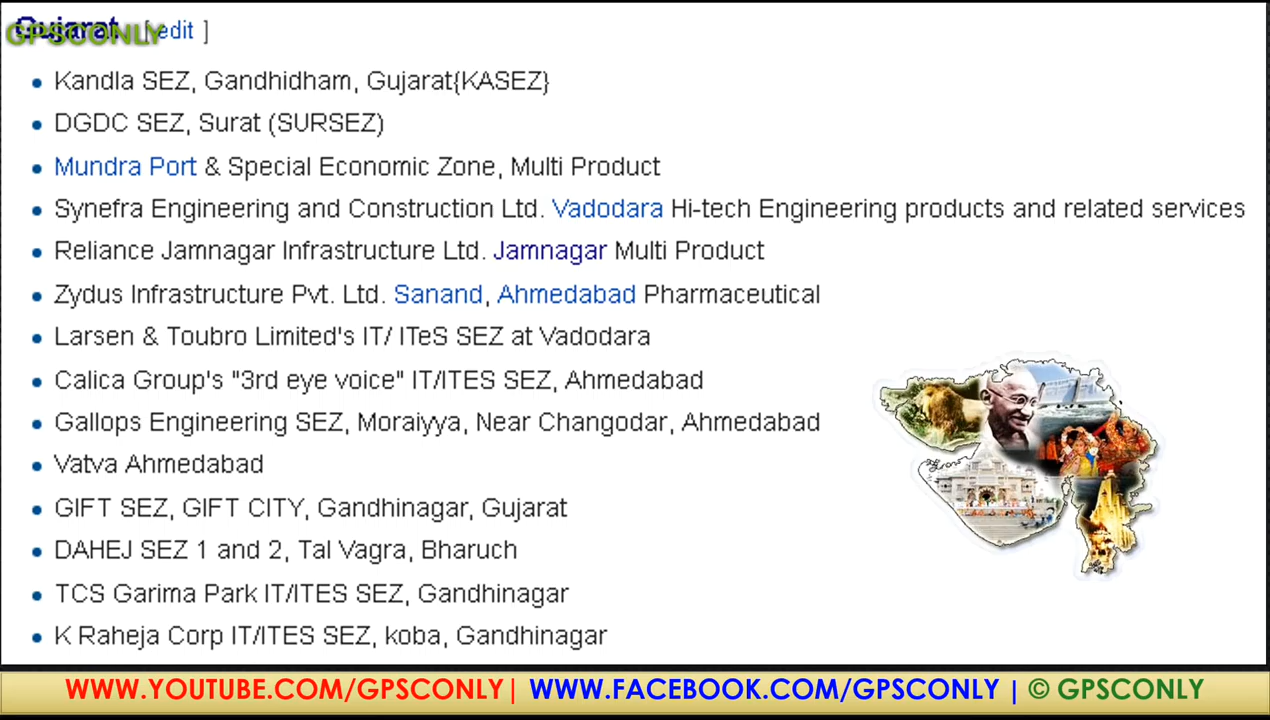 Gujarat [ edit ]
GPSCONLY
Kandla SEZ, Gandhidham, Gujarat{KASEZ}
DGDC SEZ, Surat (SURSEZ)
Mundra Port & Special Economic Zone, Multi Product
Synefra Engineering and Construction Ltd. Vadodara Hi-tech Engineering products and related services
Reliance Jamnagar Infrastructure Ltd. Jamnagar Multi Product
Zydus Infrastructure Pvt. Ltd. Sanand, Ahmedabad Pharmaceutical
Larsen & Toubro Limited's IT/ ITeS SEZ at Vadodara
Calica Group's "3rd eye voice" IT/ITES SEZ, Ahmedabad
Gallops Engineering SEZ, Moraiyya, Near Changodar, Ahmedabad
Vatva Ahmedabad
GIFT SEZ, GIFT CITY, Gandhinagar, Gujarat
DAHEJ SEZ 1 and 2, Tal Vagra, Bharuch
TCS Garima Park IT/ITES SEZ, Gandhinagar
K Raheja Corp IT/ITES SEZ, koba, Gandhinagar
WWW.YOUTUBE.COM/GPSCONLY | WWW.FACEBOOK.COM/GPSCONLY | © GPSCONLY